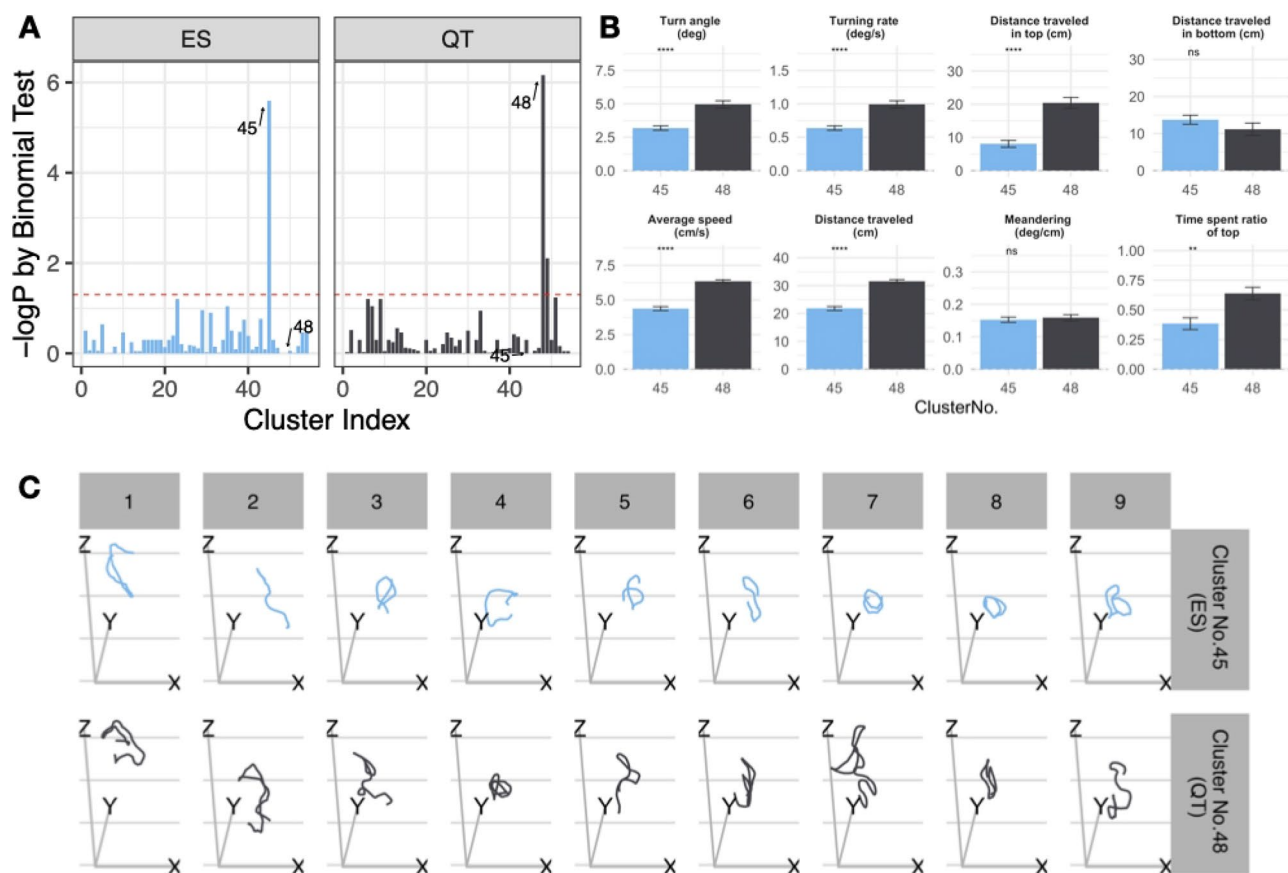 A
ES
QT
−logP by Binomial Test
6
4
2
0
45
48
48
45
0 20 40
0 20 40
Cluster Index
B
Turn angle
(deg)
****
7.5
5.0
2.5
0.0
45 48
Turning rate
(deg/s)
****
1.5
1.0
0.5
0.0
45 48
Distance traveled
in top (cm)
****
30
20
10
0
45 48
Distance traveled
in bottom (cm)
ns
30
20
10
0
45 48
Average speed
(cm/s)
****
7.5
5.0
2.5
0.0
45 48
Distance traveled
(cm)
****
40
30
20
10
0
45 48
Meandering
(deg/cm)
ns
0.3
0.2
0.1
0.0
45 48
Time spent ratio
of top
**
1.00
0.75
0.50
0.25
0.00
45 48
ClusterNo.
C
1 2 3 4 5 6 7 8 9
Z Z Z Z Z Z Z Z Z
Y Y Y Y Y Y Y Y Y
X X X X X X X X X
Cluster No.45
(ES)
Z Z Z Z Z Z Z Z Z
Y Y Y Y Y Y Y Y Y
X X X X X X X X X
Cluster No.48
(QT)